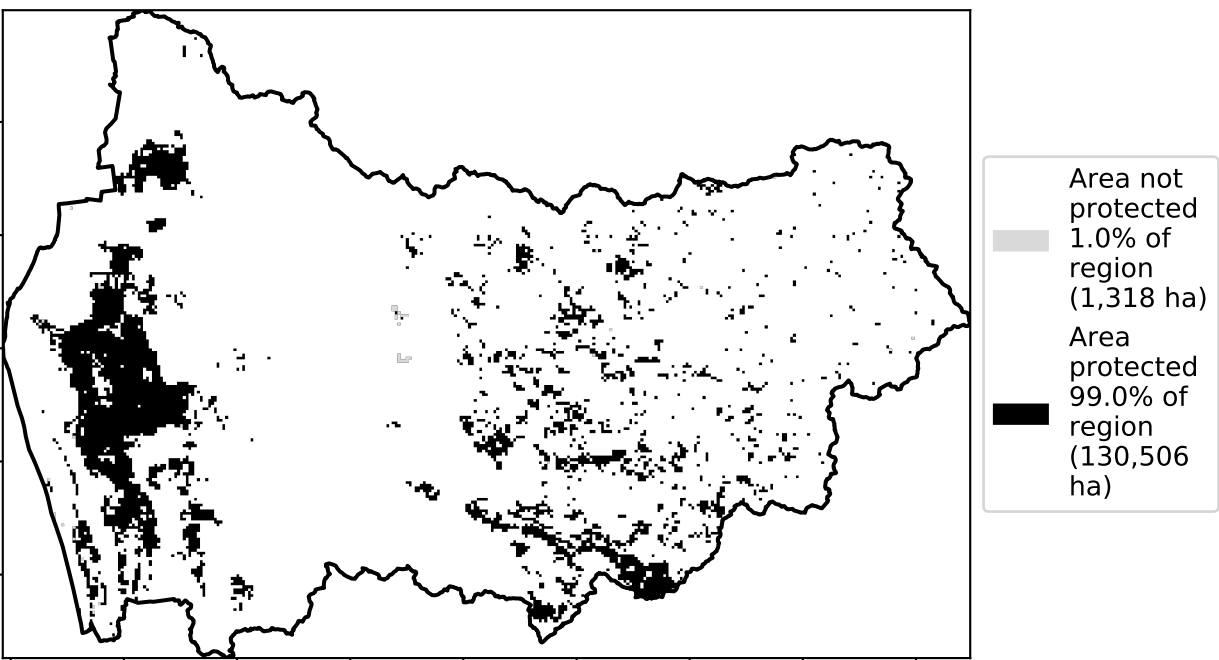 Area not
protected
1.0% of
region
(1,318 ha)
Area
protected
99.0% of
region
(130,506
ha)